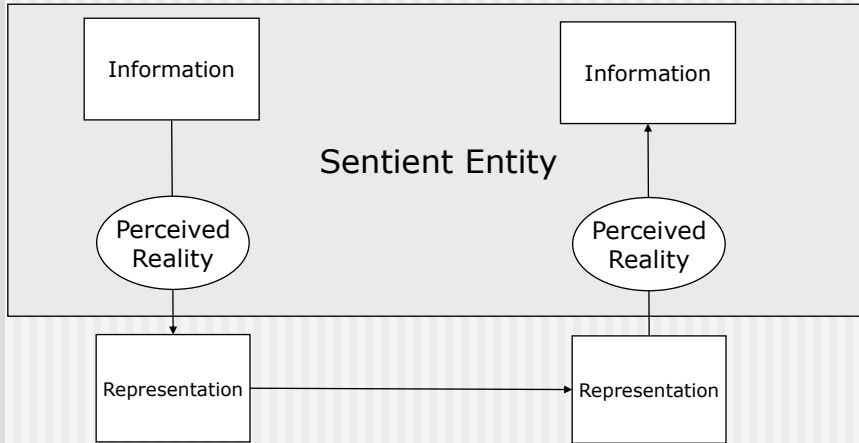 Information
Information
Sentient Entity
Perceived
Reality
Perceived
Reality
Representation
Representation